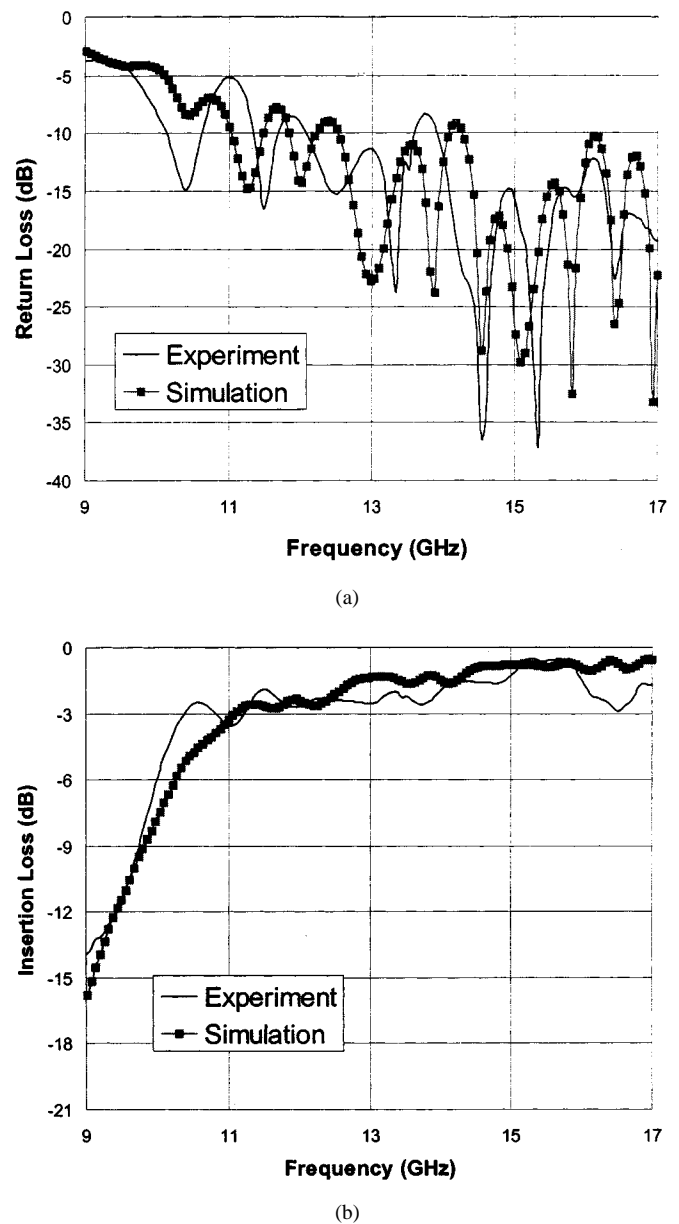 0
-5
-10
-15
-20
-25
-30
-35
-40
Return Loss (dB)
Experiment
Simulation
9 11 13 15 17
Frequency (GHz)
(a)
0
-3
-6
-9
-12
-15
-18
-21
Insertion Loss (dB)
Experiment
Simulation
9 11 13 15 17
Frequency (GHz)
(b)